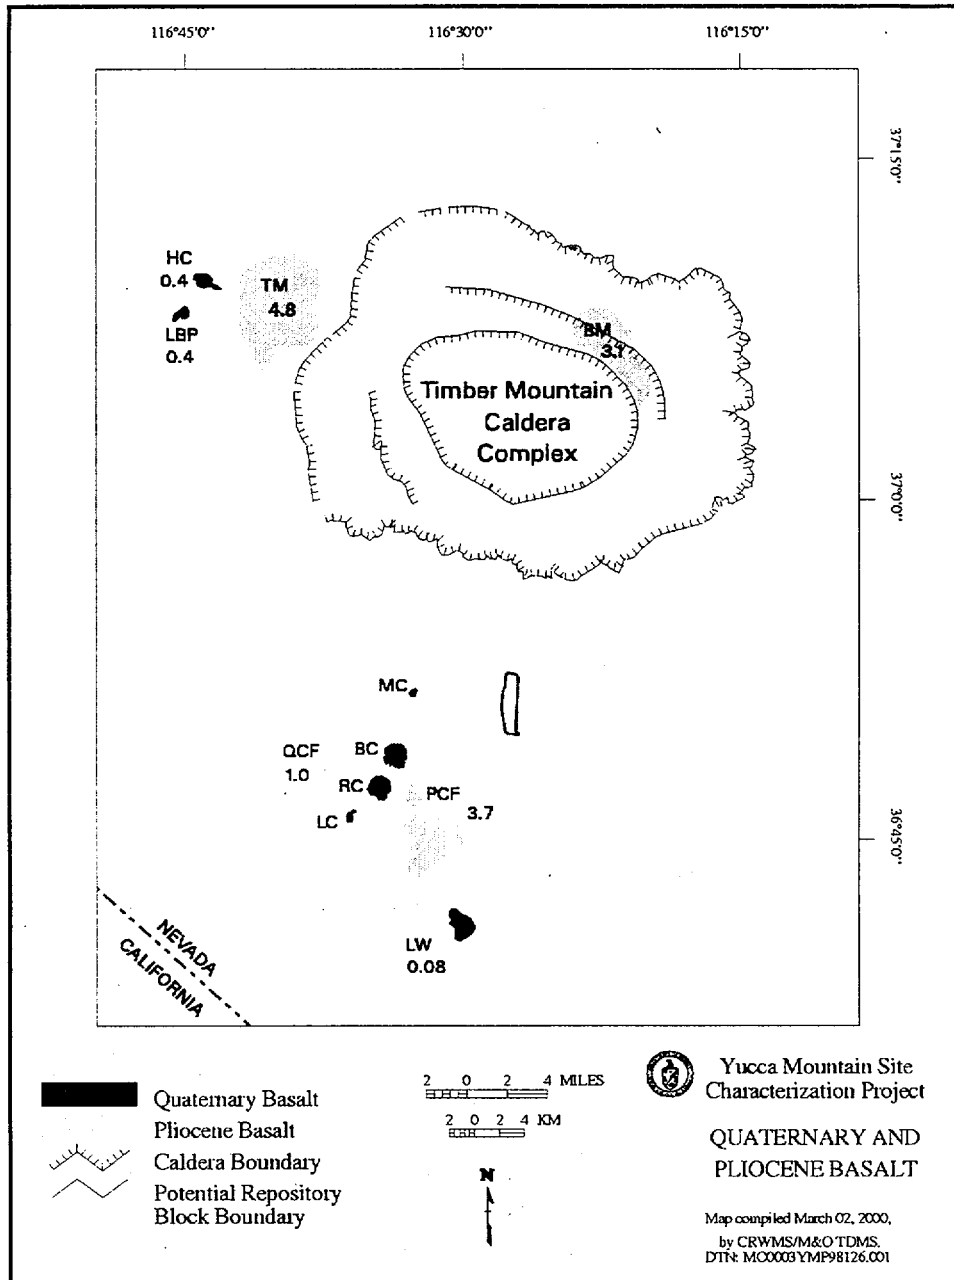 116°45'0'' 116°30'0'' 116°15'0''
37°15'0''
HC
0.4
TM
4.8
LBP
0.4
BM
3.1
Timber Mountain
Caldera
Complex
37°0'0''
MC
QCF
1.0
BC
RC
PCF
3.7
LC
36°45'0''
LW
0.08
NEVADA
CALIFORNIA
Quaternary Basalt
Pliocene Basalt
Caldera Boundary
Potential Repository
Block Boundary
2 0 2 4 MILES
2 0 2 4 KM
N
Yucca Mountain Site
Characterization Project
QUATERNARY AND
PLIOCENE BASALT
Map compiled March 02, 2000,
by CRWMS/M&O TDMS.
DTN: MO0003YMP98126.001